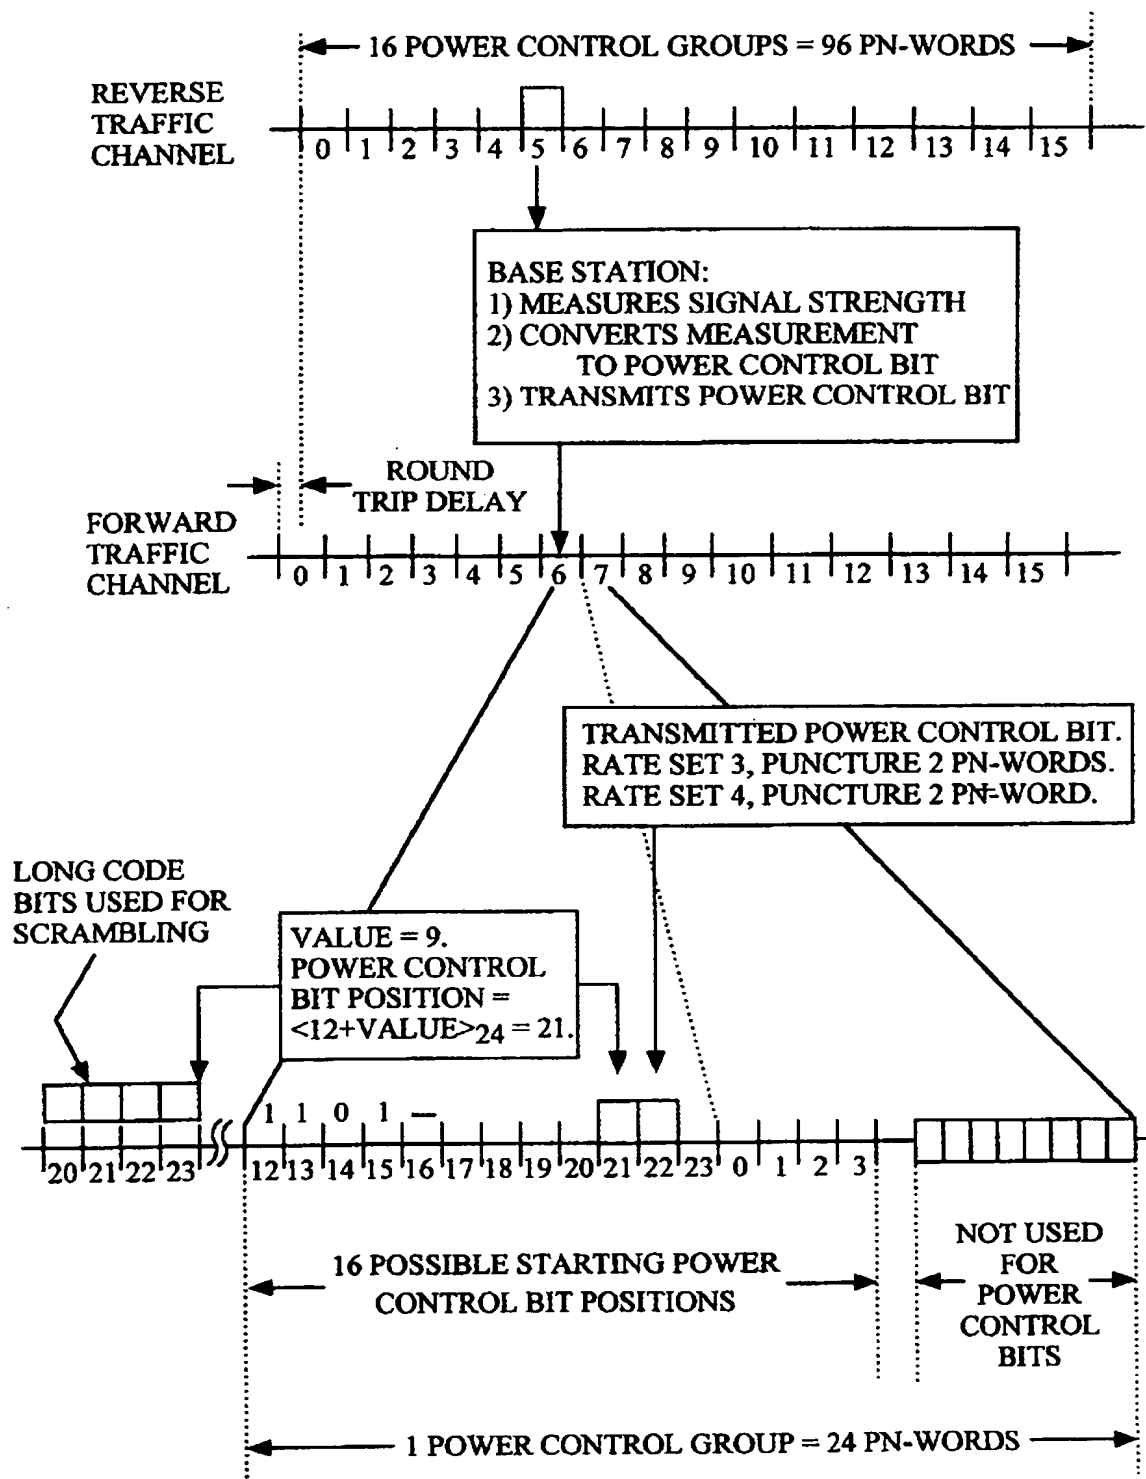 16 POWER CONTROL GROUPS = 96 PN-WORDS
REVERSE
TRAFFIC
CHANNEL
0 1 2 3 4 5 6 7 8 9 10 11 12 13 14 15
BASE STATION:
1) MEASURES SIGNAL STRENGTH
2) CONVERTS MEASUREMENT
TO POWER CONTROL BIT
3) TRANSMITS POWER CONTROL BIT
ROUND
TRIP DELAY
FORWARD
TRAFFIC
CHANNEL
0 1 2 3 4 5 6 7 8 9 10 11 12 13 14 15
TRANSMITTED POWER CONTROL BIT.
RATE SET 3, PUNCTURE 2 PN-WORDS.
RATE SET 4, PUNCTURE 2 PN-WORD.
LONG CODE
BITS USED FOR
SCRAMBLING
VALUE = 9.
POWER CONTROL
BIT POSITION =
<12+VALUE>24 = 21.
1 1 0 1 —
20 21 22 23 12 13 14 15 16 17 18 19 20 21 22 23 0 1 2 3
16 POSSIBLE STARTING POWER
CONTROL BIT POSITIONS
NOT USED
FOR
POWER
CONTROL
BITS
1 POWER CONTROL GROUP = 24 PN-WORDS